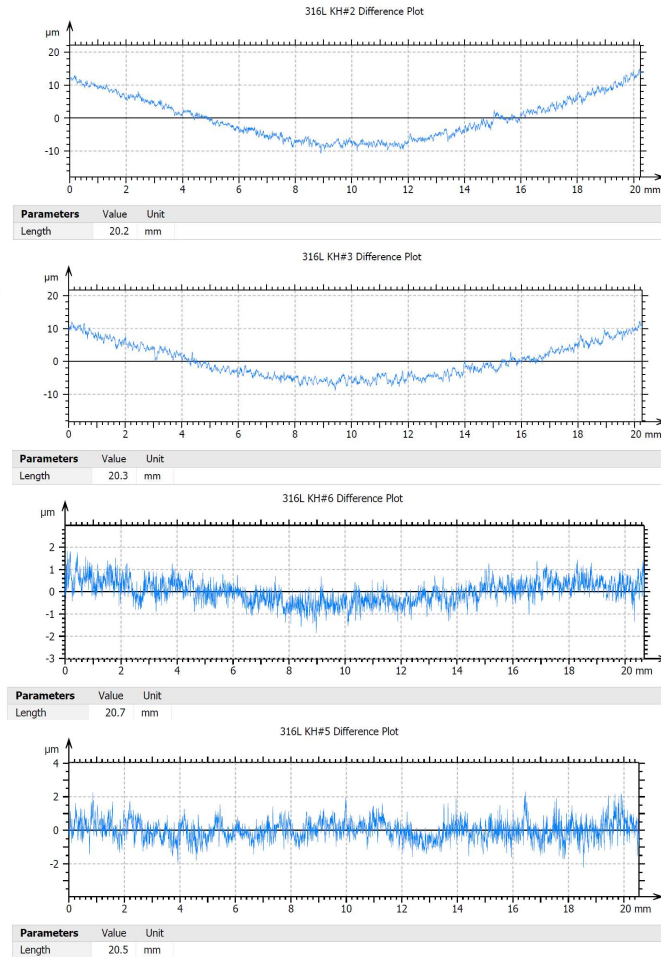 316L KH#2 Difference Plot
µm
20
10
0
-10
0 2 4 6 8 10 12 14 16 18 20 mm
Parameters Value Unit
Length 20.2 mm
316L KH#3 Difference Plot
µm
20
10
0
-10
0 2 4 6 8 10 12 14 16 18 20 mm
Parameters Value Unit
Length 20.3 mm
316L KH#6 Difference Plot
µm
2
1
0
-1
-2
-3
0 2 4 6 8 10 12 14 16 18 20 mm
Parameters Value Unit
Length 20.7 mm
316L KH#5 Difference Plot
µm
4
2
0
-2
0 2 4 6 8 10 12 14 16 18 20 mm
Parameters Value Unit
Length 20.5 mm